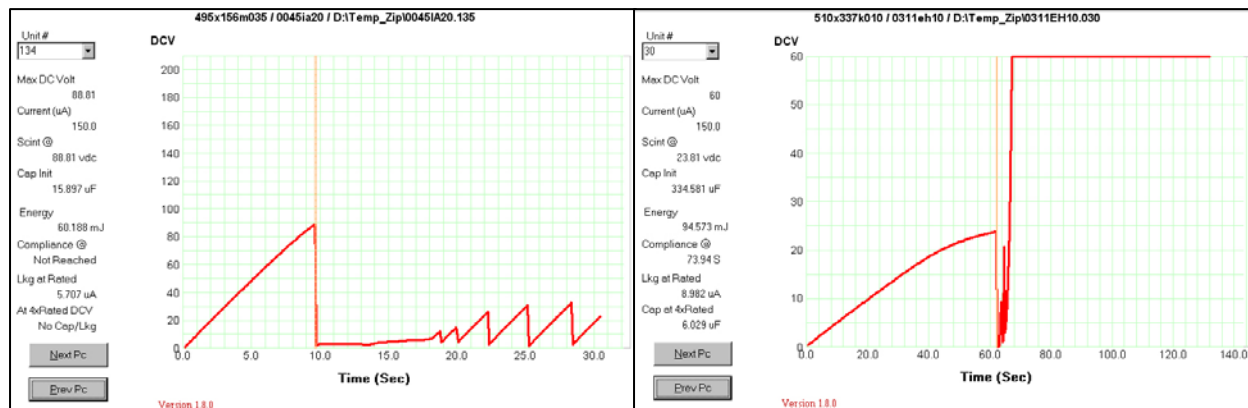 495x156m035 / 0045ia20 / D:\Temp_Zip\0045IA20.135
Unit #
134
DCV
Max DC Volt
88.81
Current (uA)
150.0
Scint @
88.81 vdc
Cap Init
15.897 uF
Energy
60.188 mJ
Compliance @
Not Reached
Lkg at Rated
5.707 uA
At 4xRated DCV
No Cap/Lkg
Next Pc
Prev Pc
200
180
160
140
120
100
80
60
40
20
0
0.0 5.0 10.0 15.0 20.0 25.0 30.0
Time (Sec)
Version 1.8.0
510x337k010 / 0311eh10 / D:\Temp_Zip\0311EH10.030
Unit #
30
DCV
Max DC Volt
60
Current (uA)
150.0
Scint @
23.81 vdc
Cap Init
334.581 uF
Energy
94.573 mJ
Compliance @
73.94 S
Lkg at Rated
8.982 uA
Cap at 4xRated
6.029 uF
Next Pc
Prev Pc
60
50
40
30
20
10
0
0.0 20.0 40.0 60.0 80.0 100.0 120.0 140.0
Time (Sec)
Version 1.8.0